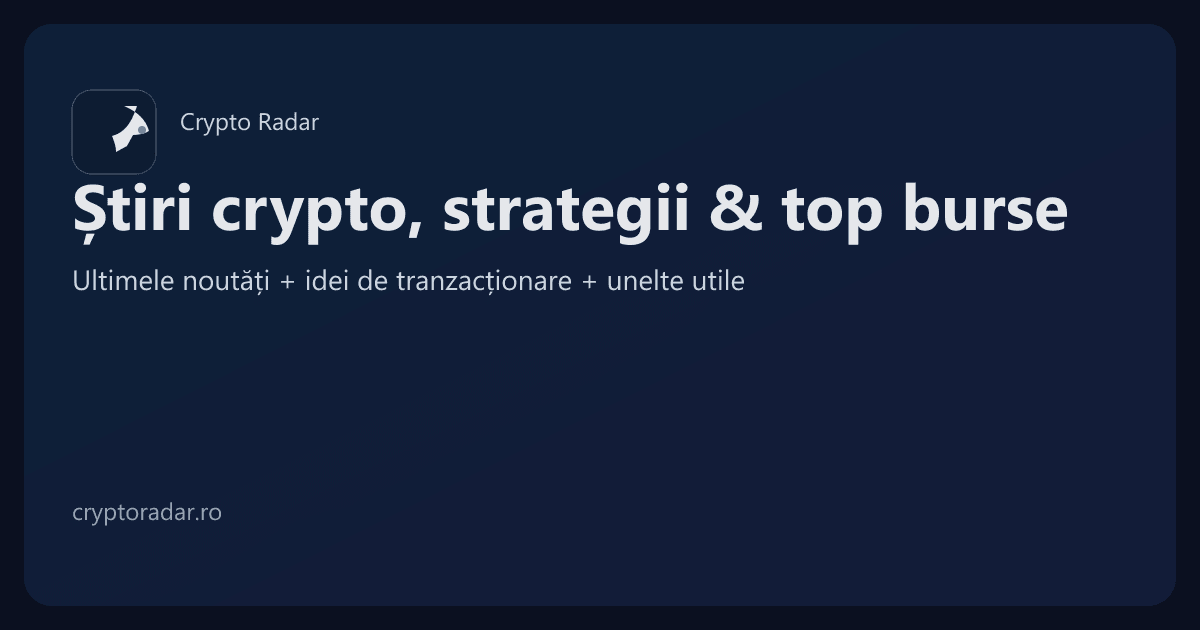 Crypto Radar
Știri crypto, strategii & top burse
Ultimele noutăți + idei de tranzacționare + unelte utile
cryptoradar.ro